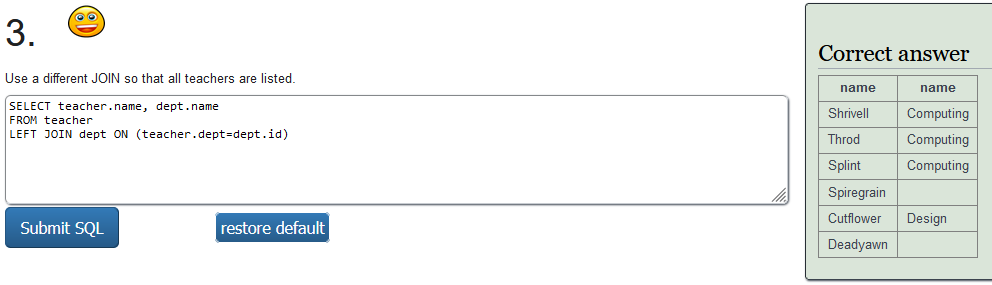 3.
Use a different JOIN so that all teachers are listed.
SELECT teacher.name, dept.name
FROM teacher
LEFT JOIN dept ON (teacher.dept=dept.id)
Submit SQL restore default
Correct answer
name name
Shrivell Computing
Throd Computing
Splint Computing
Spiregrain
Cutflower Design
Deadyawn